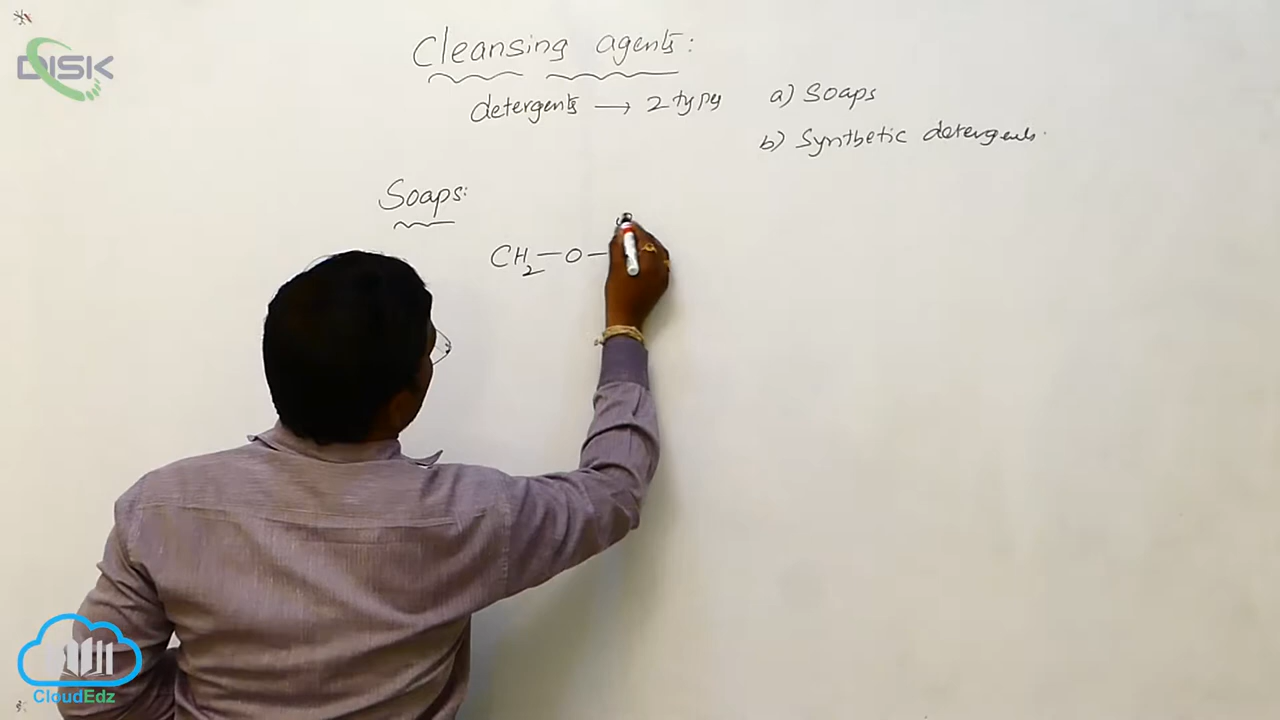 DISK
Cleansing agents:
detergents → 2 types a) Soaps
b) Synthetic detergents.
Soaps:
CH₂ — O —
CloudEdz